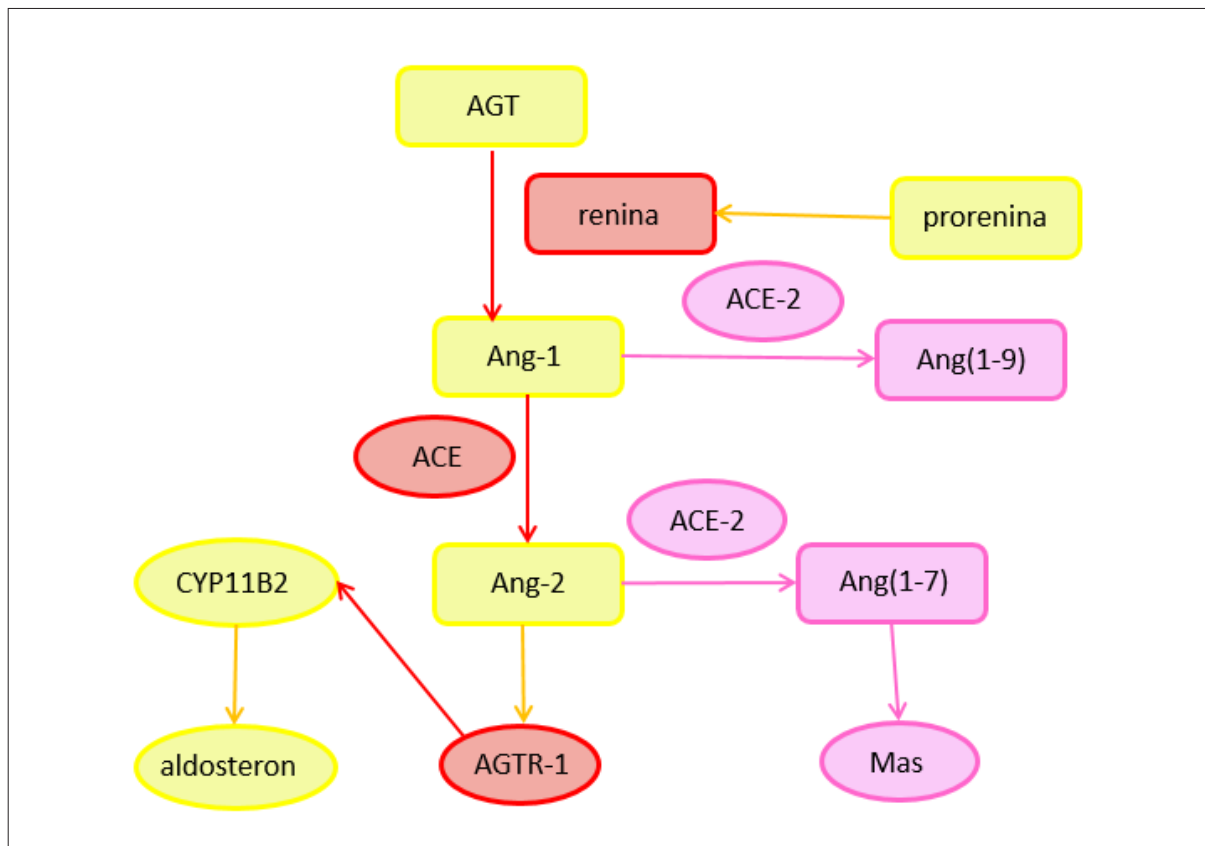 AGT
renina
prorenina
ACE-2
Ang-1
Ang(1-9)
ACE
ACE-2
CYP11B2
Ang-2
Ang(1-7)
aldosteron
AGTR-1
Mas